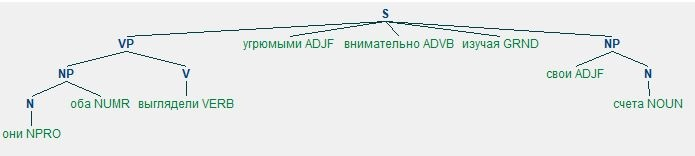 S
VP угрюмыми ADJF внимательно ADVB изучая GRND NP
NP V свои ADJF N
N оба NUMR выглядели VERB счета NOUN
они NPRO